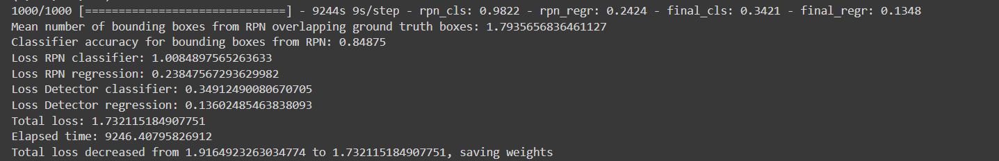 1000/1000 [==============================] - 9244s 9s/step - rpn_cls: 0.9822 - rpn_regr: 0.2424 - final_cls: 0.3421 - final_regr: 0.1348
Mean number of bounding boxes from RPN overlapping ground truth boxes: 1.7935656836461127
Classifier accuracy for bounding boxes from RPN: 0.84875
Loss RPN classifier: 1.0084897565263633
Loss RPN regression: 0.23847567293629982
Loss Detector classifier: 0.34912490080670705
Loss Detector regression: 0.13602485463838093
Total loss: 1.732115184907751
Elapsed time: 9246.40795826912
Total loss decreased from 1.9164923263034774 to 1.732115184907751, saving weights